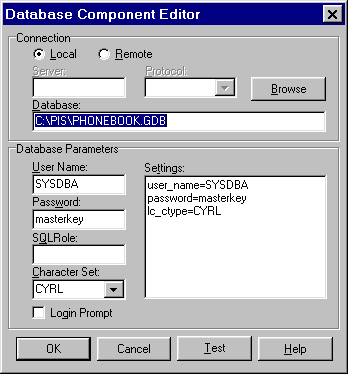 Database Component Editor
Connection
Local Remote
Server: Protocol:
Browse
Database:
C:\PIS\PHONEBOOK.GDB
Database Parameters
User Name:
SYSDBA
Password:
masterkey
SQLRole:
Character Set:
CYRL
Login Prompt
Settings:
user_name=SYSDBA
password=masterkey
lc_ctype=CYRL
OK Cancel Test Help